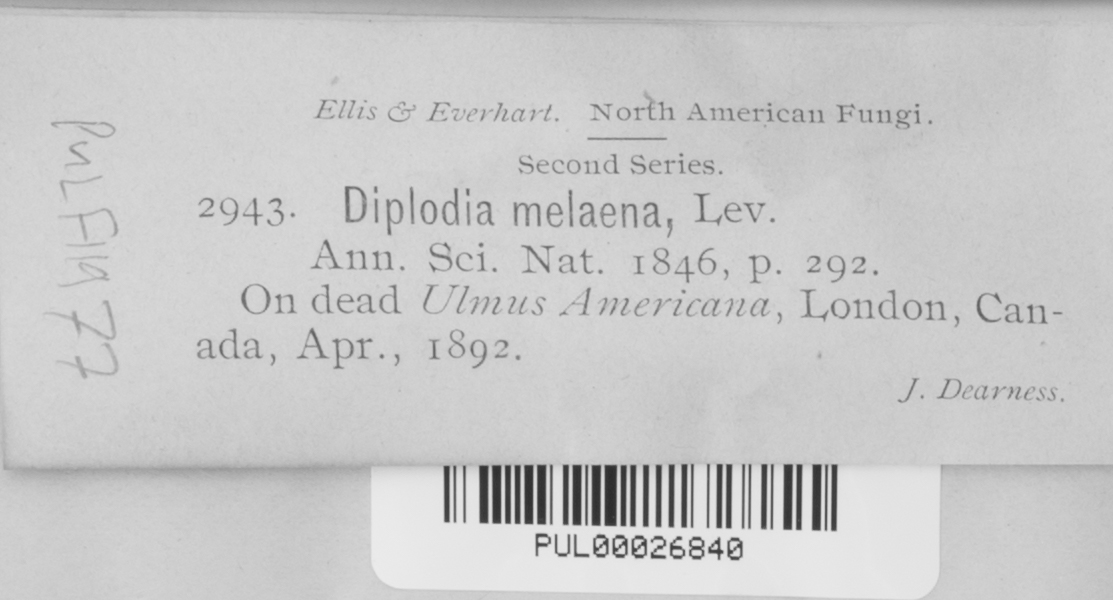 Ellis & Everhart. North American Fungi.
Second Series.
2943. Diplodia melaena, Lev.
Ann. Sci. Nat. 1846, p. 292.
On dead Ulmus Americana, London, Can-
ada, Apr., 1892.
J. Dearness.
PUL F1977
PUL00026840